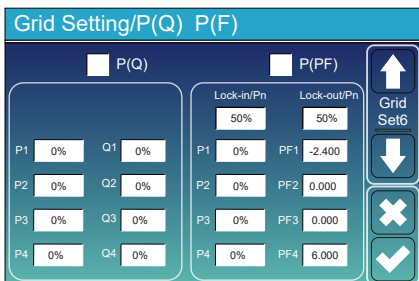 Grid Setting/P(Q) P(F)
P(Q)
P(PF)
Lock-in/Pn Lock-out/Pn
50% 50%
P1 0% Q1 0% P1 0% PF1 -2.400
P2 0% Q2 0% P2 0% PF2 0.000
P3 0% Q3 0% P3 0% PF3 0.000
P4 0% Q4 0% P4 0% PF4 6.000
Grid
Set6